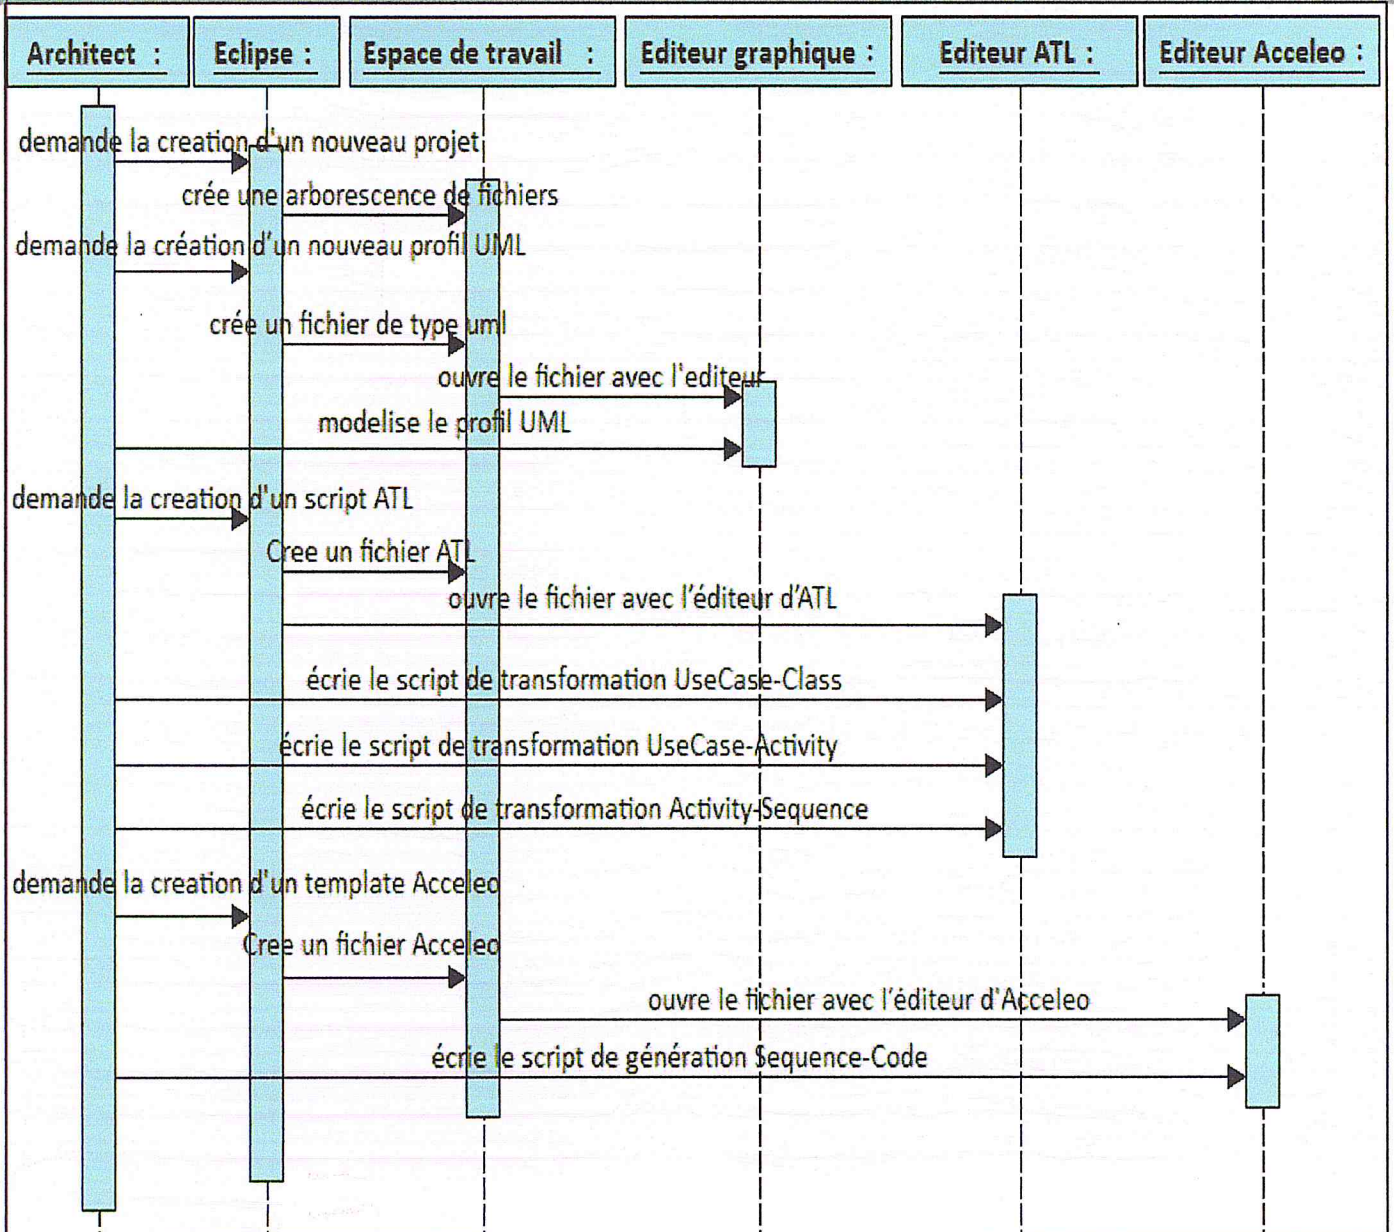 Architect :
Eclipse :
Espace de travail :
Editeur graphique :
Editeur ATL :
Editeur Acceleo :
demande la creation d'un nouveau projet
crée une arborescence de fichiers
demande la création d'un nouveau profil UML
crée un fichier de type uml
ouvre le fichier avec l'editeur
modelise le profil UML
demande la creation d'un script ATL
Cree un fichier ATL
ouvre le fichier avec l'éditeur d'ATL
écrie le script de transformation UseCase-Class
écrie le script de transformation UseCase-Activity
écrie le script de transformation Activity-Sequence
demande la creation d'un template Acceleo
Cree un fichier Acceleo
ouvre le fichier avec l'éditeur d'Acceleo
écrie le script de génération Sequence-Code